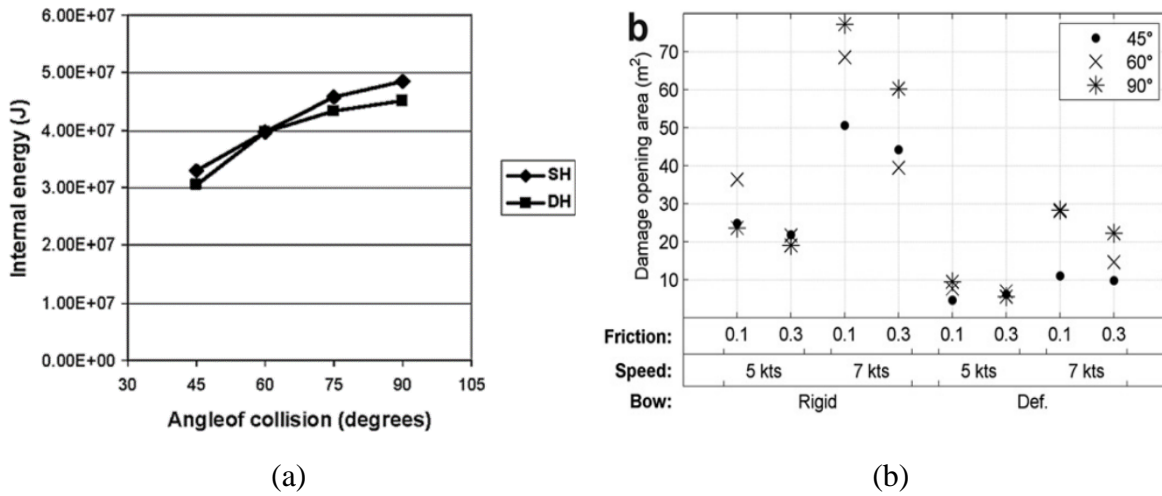 6.00E+07
5.00E+07
4.00E+07
3.00E+07
2.00E+07
1.00E+07
0.00E+00
Internal energy (J)
30 45 60 75 90 105
Angleof collision (degrees)
SH
DH
(a)
b
Damage opening area (m²)
70
60
50
40
30
20
10
45°
60°
90°
Friction: 0.1 0.3 0.1 0.3 0.1 0.3 0.1 0.3
Speed: 5 kts 7 kts 5 kts 7 kts
Bow: Rigid Def.
(b)